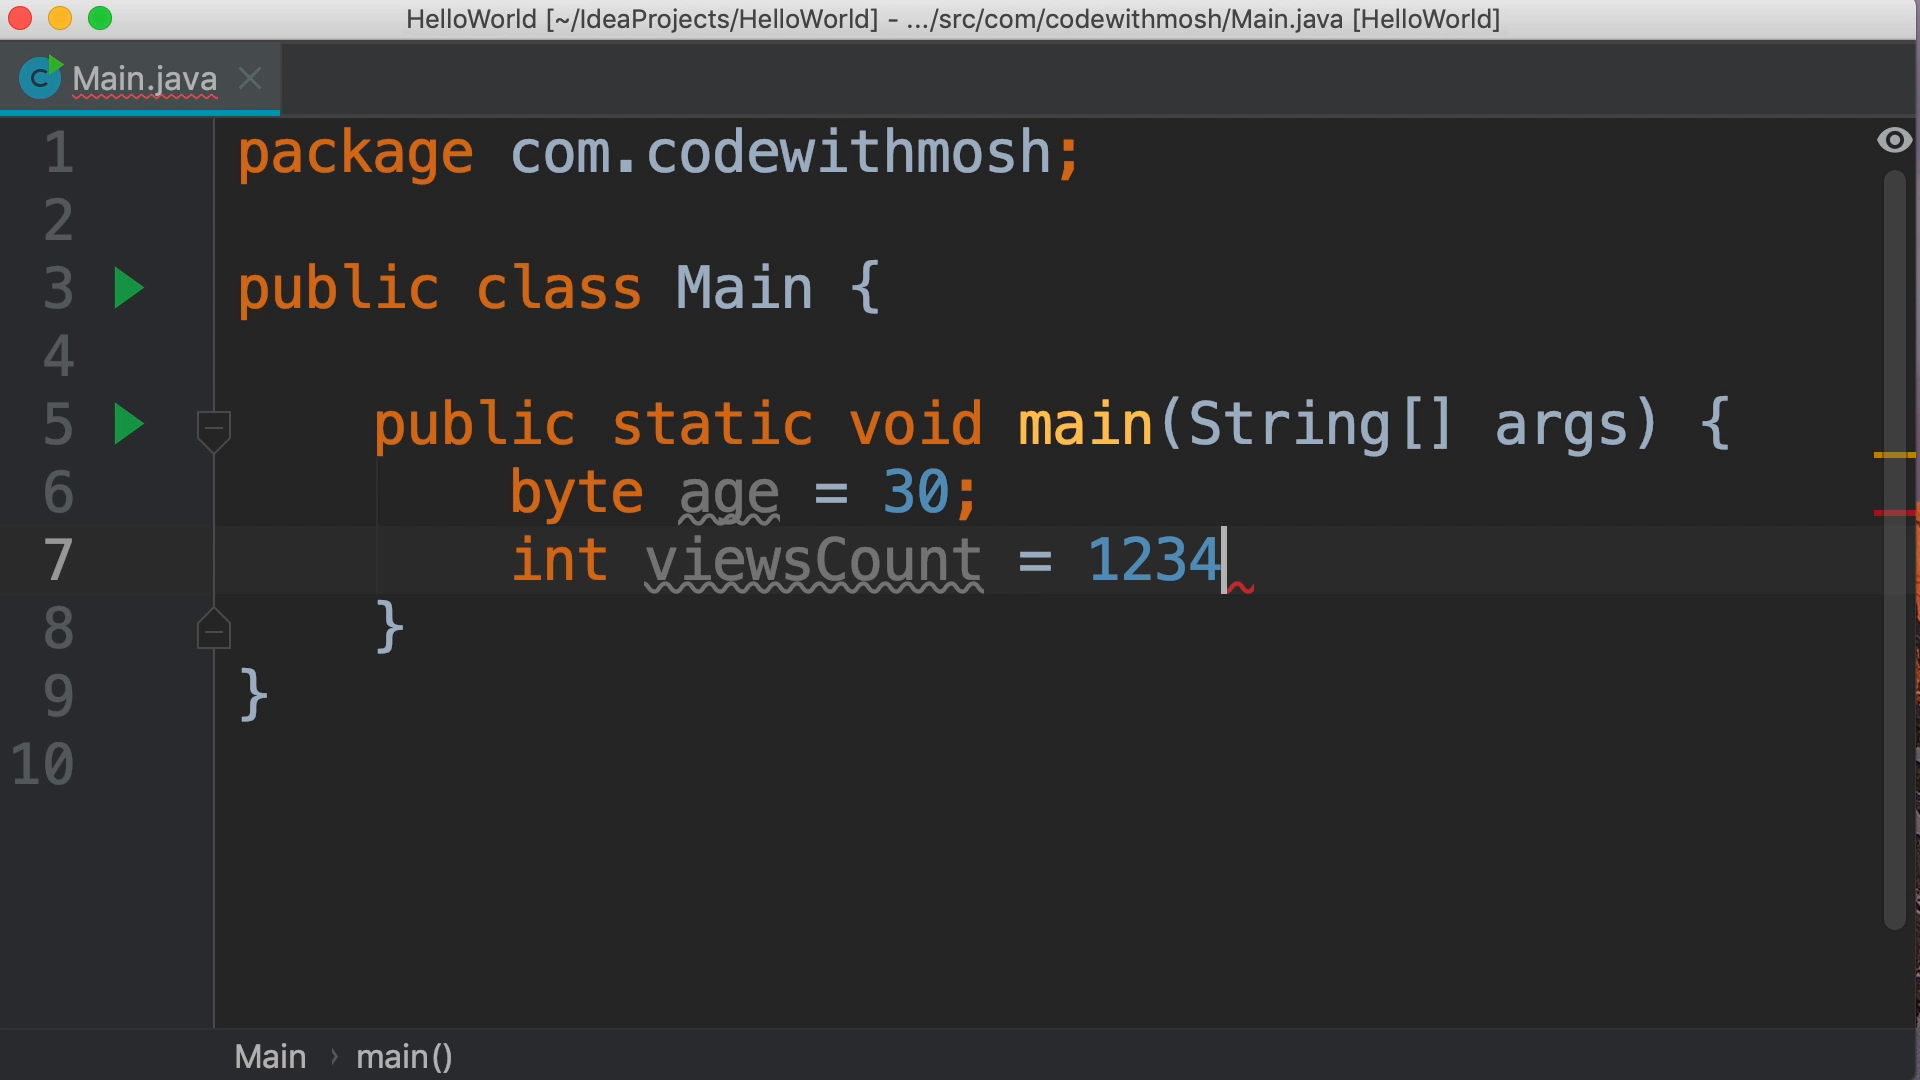 HelloWorld [~/IdeaProjects/HelloWorld] - .../src/com/codewithmosh/Main.java [HelloWorld]
Main.java
1 package com.codewithmosh;
2
3 public class Main {
4
5 public static void main(String[] args) {
6 byte age = 30;
7 int viewsCount = 1234
8 }
9 }
10
Main › main()